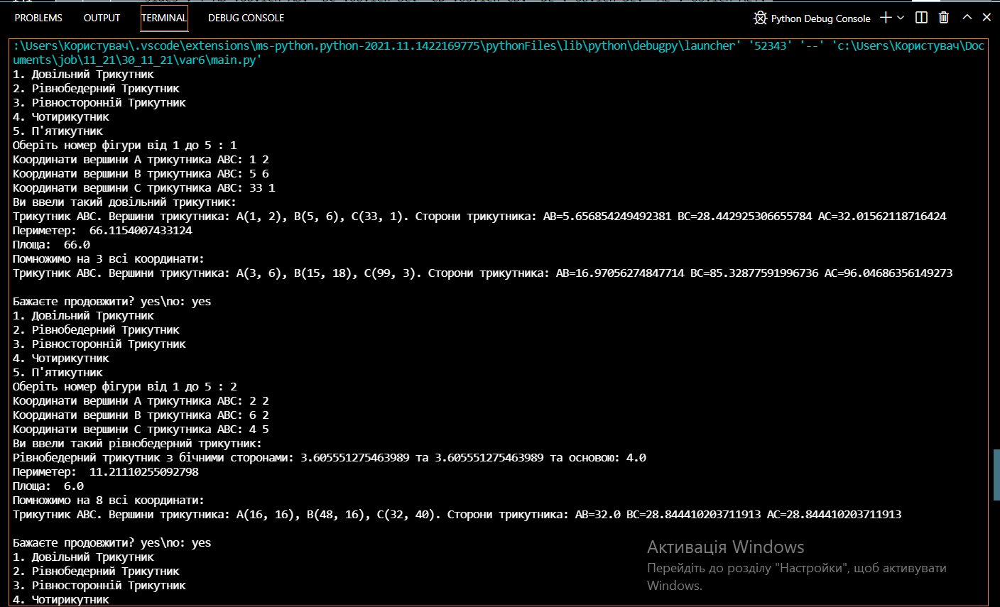 PROBLEMS OUTPUT TERMINAL DEBUG CONSOLE Python Debug Console
:\Users\Користувач\.vscode\extensions\ms-python.python-2021.11.1422169775\pythonFiles\lib\python\debugpy\launcher' '52343' '--' 'c:\Users\Користувач\Doc
uments\job\11_21\30_11_21\var6\main.py'
1. Довільний Трикутник
2. Рівнобедерний Трикутник
3. Рівносторонній Трикутник
4. Чотирикутник
5. П'ятикутник
Оберіть номер фігури від 1 до 5 : 1
Координати вершини A трикутника ABC: 1 2
Координати вершини B трикутника ABC: 5 6
Координати вершини C трикутника ABC: 33 1
Ви ввели такий довільний трикутник:
Трикутник ABC. Вершини трикутника: A(1, 2), B(5, 6), C(33, 1). Сторони трикутника: AB=5.656854249492381 BC=28.442925306655784 AC=32.01562118716424
Периметер:  66.1154007433124
Площа:  66.0
Помножимо на 3 всі координати:
Трикутник ABC. Вершини трикутника: A(3, 6), B(15, 18), C(99, 3). Сторони трикутника: AB=16.97056274847714 BC=85.32877591996736 AC=96.04686356149273
Бажаєте продовжити? yes\no: yes
1. Довільний Трикутник
2. Рівнобедерний Трикутник
3. Рівносторонній Трикутник
4. Чотирикутник
5. П'ятикутник
Оберіть номер фігури від 1 до 5 : 2
Координати вершини A трикутника ABC: 2 2
Координати вершини B трикутника ABC: 6 2
Координати вершини C трикутника ABC: 4 5
Ви ввели такий рівнобедерний трикутник:
Рівнобедерний трикутник з бічними сторонами: 3.605551275463989 та 3.605551275463989 та основою: 4.0
Периметер:  11.21110255092798
Площа:  6.0
Помножимо на 8 всі координати:
Трикутник ABC. Вершини трикутника: A(16, 16), B(48, 16), C(32, 40). Сторони трикутника: AB=32.0 BC=28.844410203711913 AC=28.844410203711913
Бажаєте продовжити? yes\no: yes
1. Довільний Трикутник
2. Рівнобедерний Трикутник
3. Рівносторонній Трикутник
4. Чотирикутник
Активація Windows
Перейдіть до розділу "Настройки", щоб активувати
Windows.